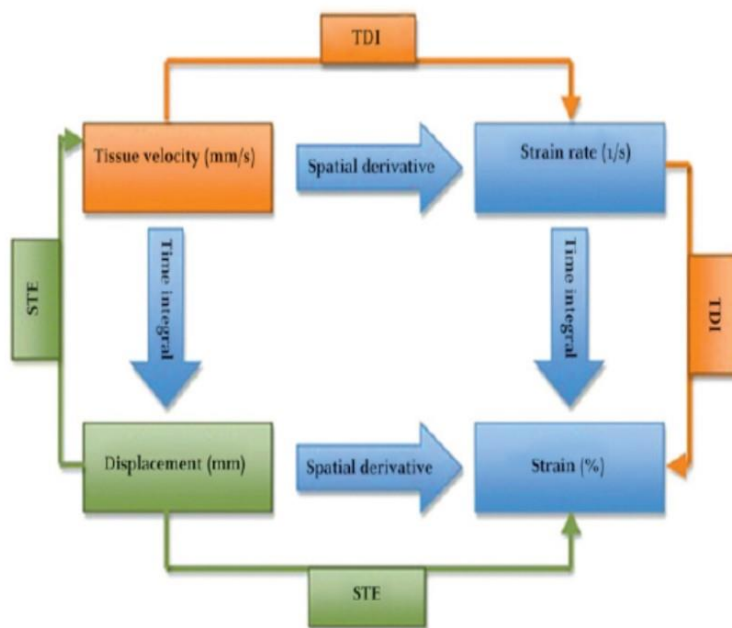 TDI
Tissue velocity (mm/s)
Spatial derivative
Strain rate (1/s)
STE
Time integral
Time integral
TDI
Displacement (mm)
Spatial derivative
Strain (%)
STE